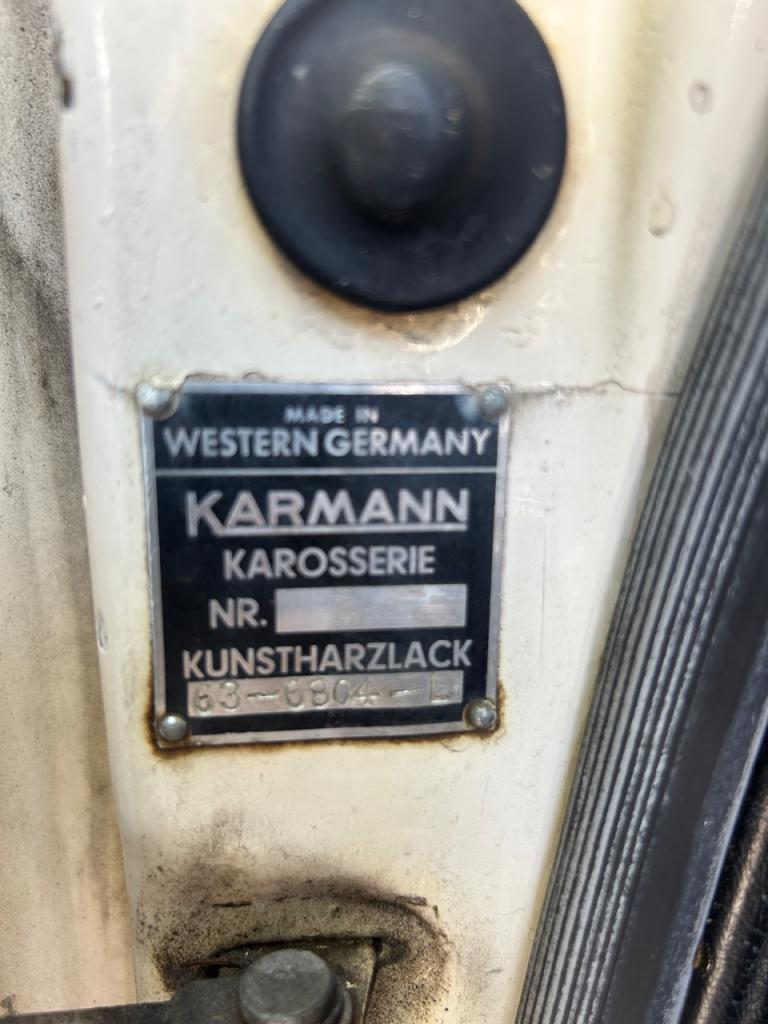 MADE IN
WESTERN GERMANY
KARMANN
KAROSSERIE
NR.
KUNSTHARZLACK
63-6804-L